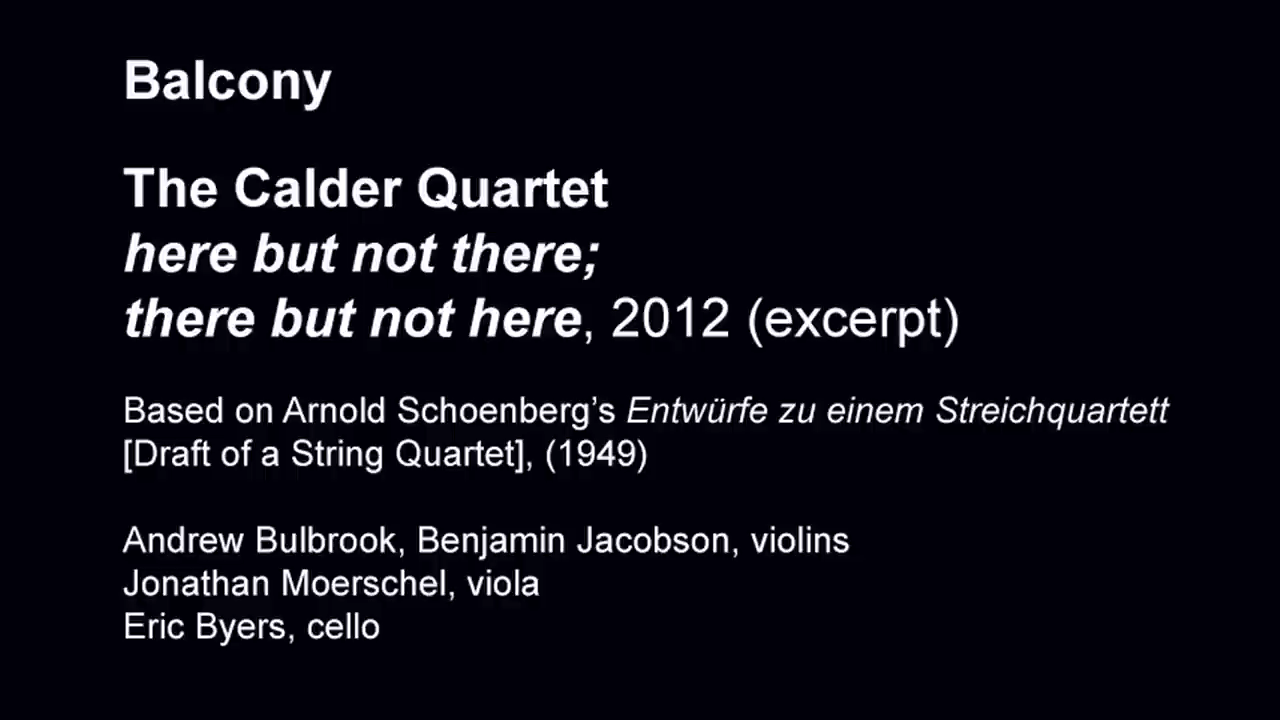 Balcony
The Calder Quartet
here but not there;
there but not here, 2012 (excerpt)
Based on Arnold Schoenberg’s Entwürfe zu einem Streichquartett
[Draft of a String Quartet], (1949)
Andrew Bulbrook, Benjamin Jacobson, violins
Jonathan Moerschel, viola
Eric Byers, cello